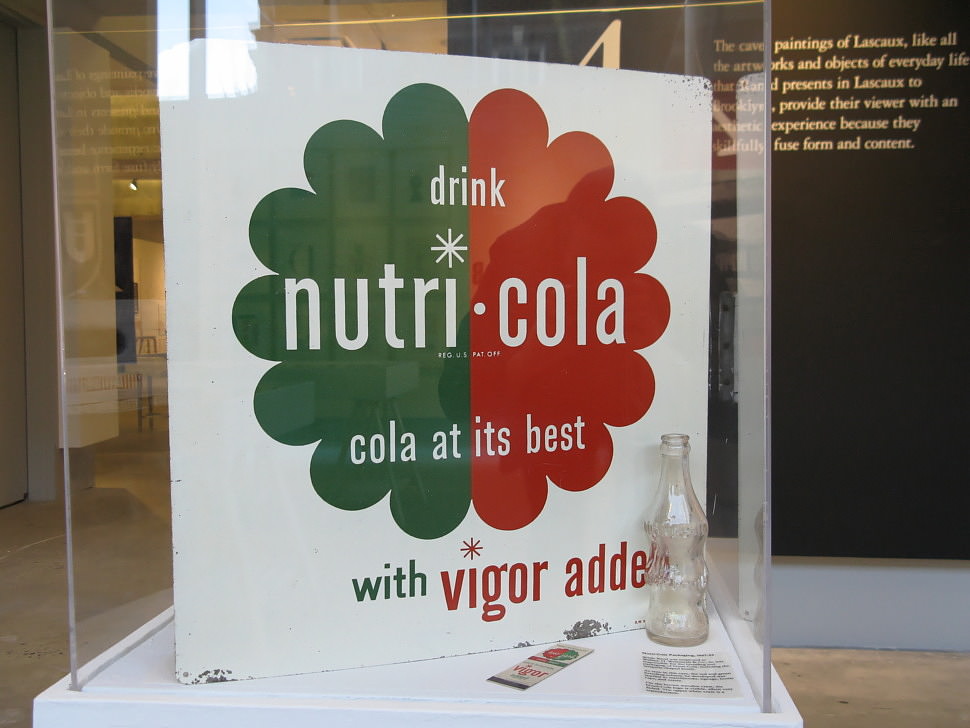 drink
nutri·cola
REG. U.S. PAT. OFF.
cola at its best
with vigor added
The cave paintings of Lascaux, like all
the artworks and objects of everyday life
that stand presents in Lascaux to
Brooklyn, provide their viewer with an
aesthetic experience because they
skillfully fuse form and content.
vigor